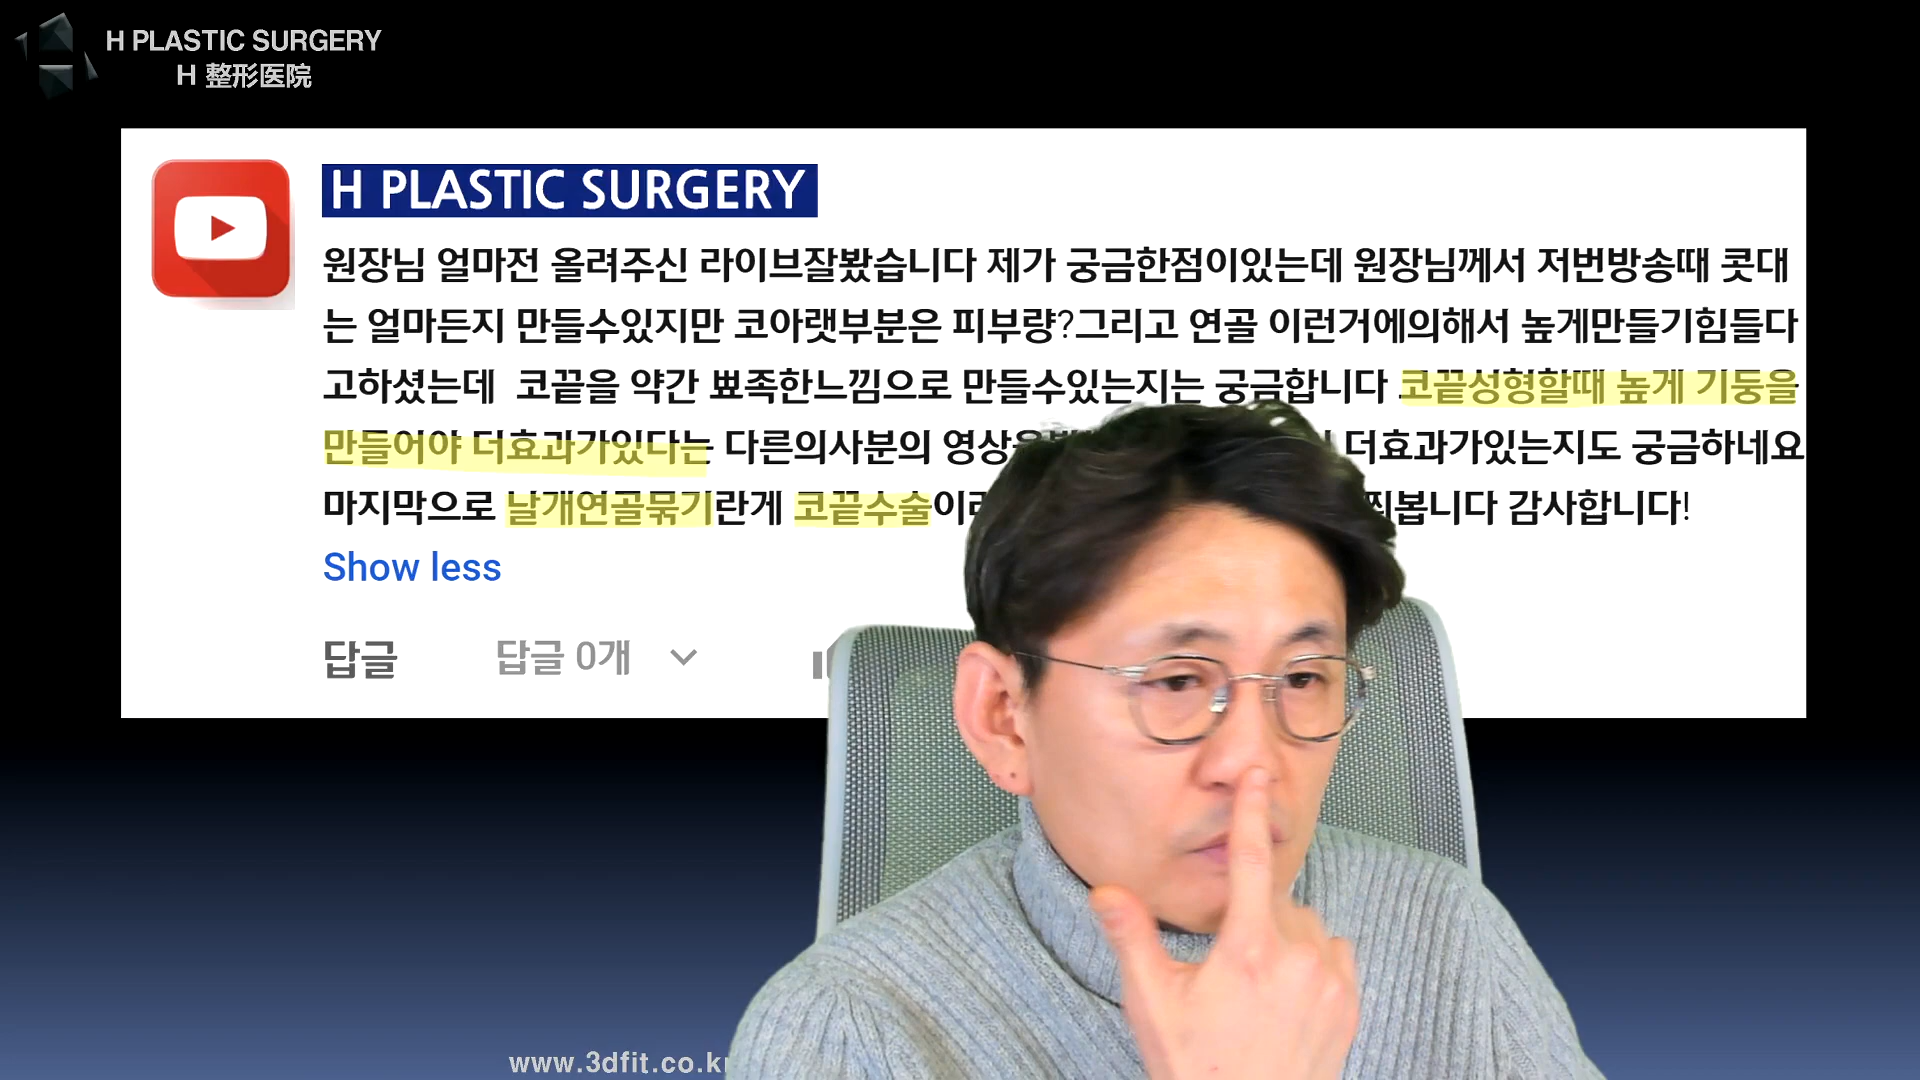 H PLASTIC SURGERY
H 整形医院
H PLASTIC SURGERY
원장님 얼마전 올려주신 라이브잘봤습니다 제가 궁금한점이있는데 원장님께서 저번방송때 콧대
는 얼마든지 만들수있지만 코아랫부분은 피부량?그리고 연골 이런거에의해서 높게만들기힘들다
고하셨는데 코끝을 약간 뾰족한느낌으로 만들수있는지는 궁금합니다 코끝성형할때 높게 기둥을
만들어야 더효과가있다는 다른의사분의 영상 더효과가있는지도 궁금하네요
마지막으로 날개연골묶기란게 코끝수술 감사합니다!
Show less
답글 답글 0개
www.3dfit.co.k